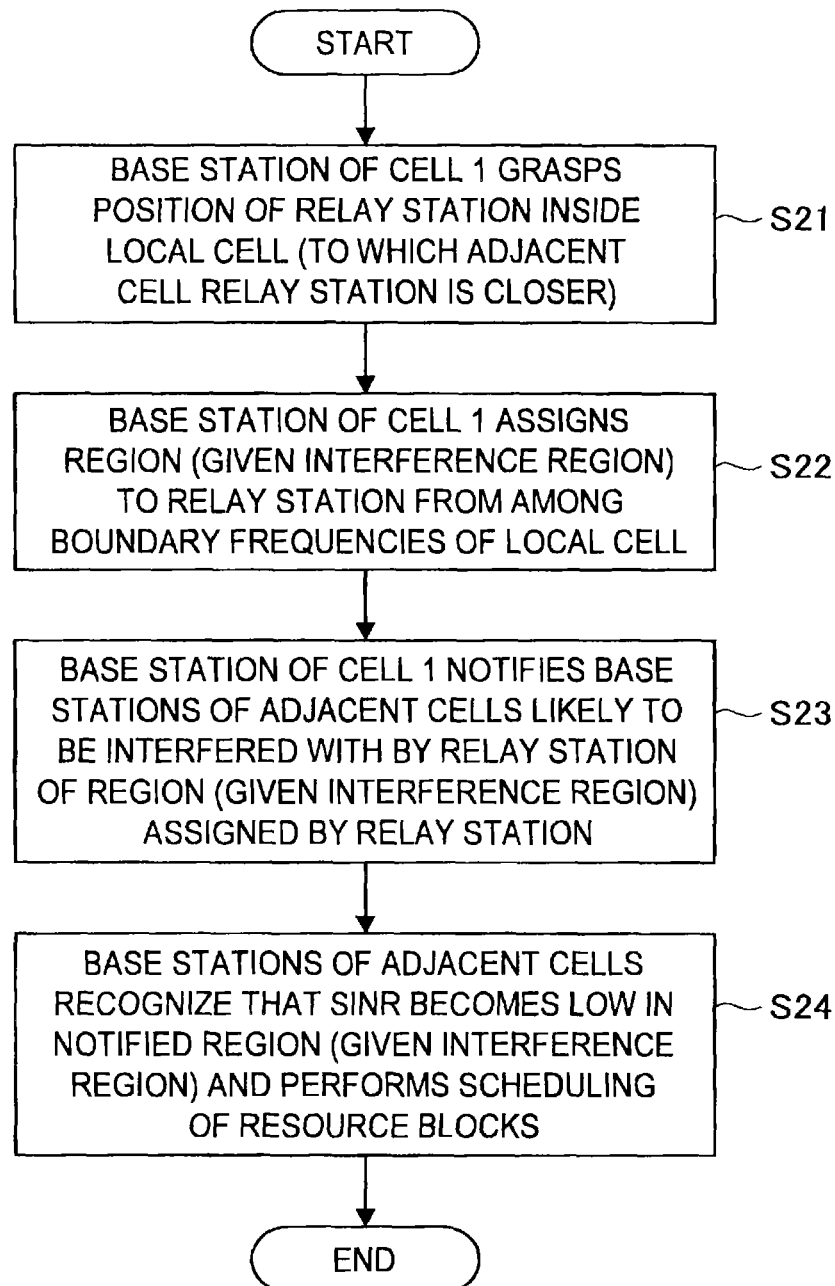 START
BASE STATION OF CELL 1 GRASPS
POSITION OF RELAY STATION INSIDE
LOCAL CELL (TO WHICH ADJACENT
CELL RELAY STATION IS CLOSER)
S21
BASE STATION OF CELL 1 ASSIGNS
REGION (GIVEN INTERFERENCE REGION)
TO RELAY STATION FROM AMONG
BOUNDARY FREQUENCIES OF LOCAL CELL
S22
BASE STATION OF CELL 1 NOTIFIES BASE
STATIONS OF ADJACENT CELLS LIKELY TO
BE INTERFERED WITH BY RELAY STATION
OF REGION (GIVEN INTERFERENCE REGION)
ASSIGNED BY RELAY STATION
S23
BASE STATIONS OF ADJACENT CELLS
RECOGNIZE THAT SINR BECOMES LOW IN
NOTIFIED REGION (GIVEN INTERFERENCE
REGION) AND PERFORMS SCHEDULING
OF RESOURCE BLOCKS
S24
END